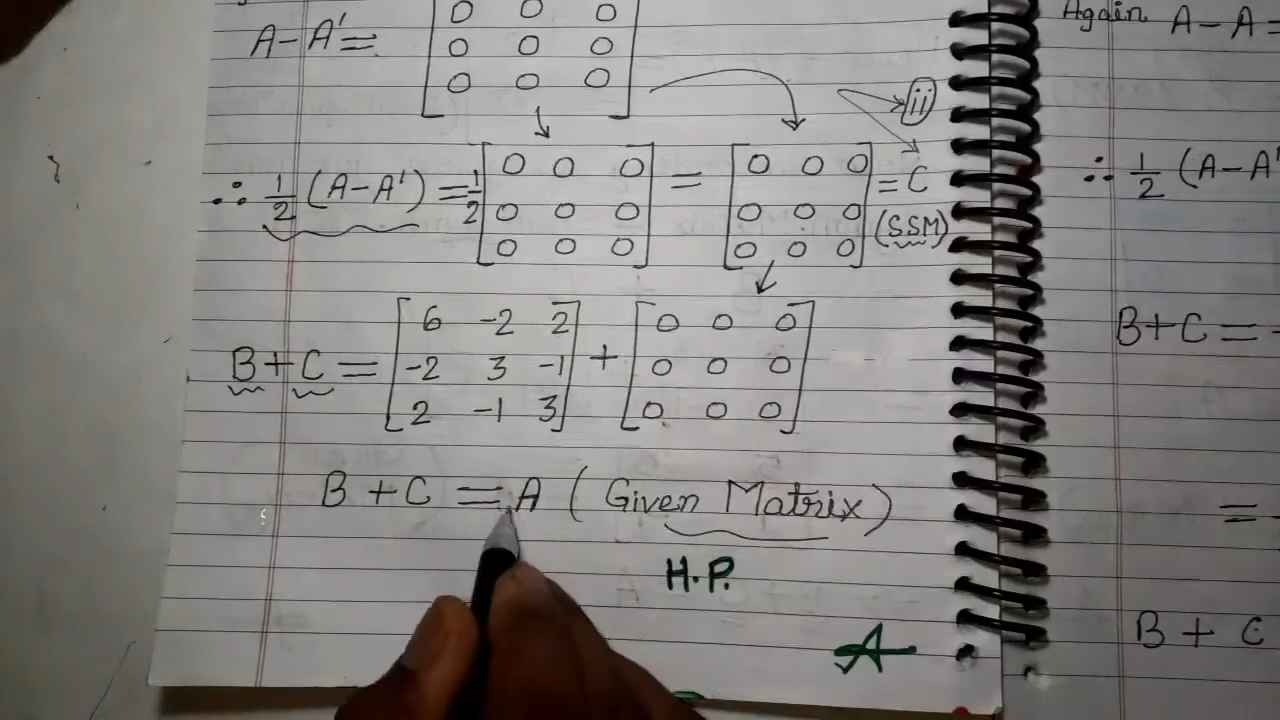 A-A'= [0 0 0
0 0 0
0 0 0]
∴ 1/2 (A-A') = 1/2 [0 0 0
0 0 0
0 0 0] = [0 0 0
0 0 0
0 0 0] = C
(SSM)
(ii)
B+C = [6 -2 2
-2 3 -1
2 -1 3] + [0 0 0
0 0 0
0 0 0]
B + C = A (Given Matrix)
H.P.
A
Again A-A=
∴ 1/2 (A-A'
B+C =
=
B + C